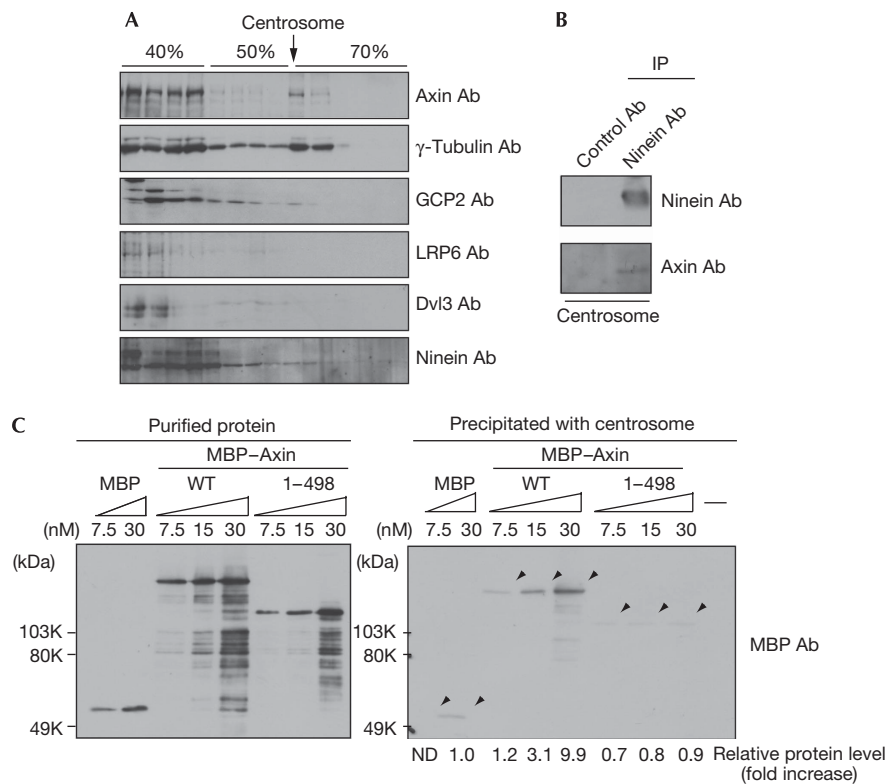 A
Centrosome
40% 50% 70%
Axin Ab
γ-Tubulin Ab
GCP2 Ab
LRP6 Ab
Dvl3 Ab
Ninein Ab
B
IP
Control Ab
Ninein Ab
Ninein Ab
Axin Ab
Centrosome
C
Purified protein
MBP–Axin
MBP WT 1–498
(nM) 7.5 30 7.5 15 30 7.5 15 30
(kDa)
103K
80K
49K
Precipitated with centrosome
MBP–Axin
MBP WT 1–498 —
(nM) 7.5 30 7.5 15 30 7.5 15 30
(kDa)
103K
80K
49K
MBP Ab
ND 1.0 1.2 3.1 9.9 0.7 0.8 0.9 Relative protein level
(fold increase)